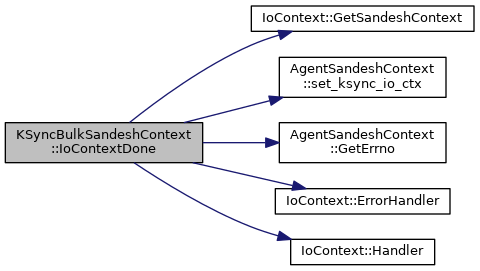 KSyncBulkSandeshContext
::IoContextDone
IoContext::GetSandeshContext
AgentSandeshContext
::set_ksync_io_ctx
AgentSandeshContext
::GetErrno
IoContext::ErrorHandler
IoContext::Handler